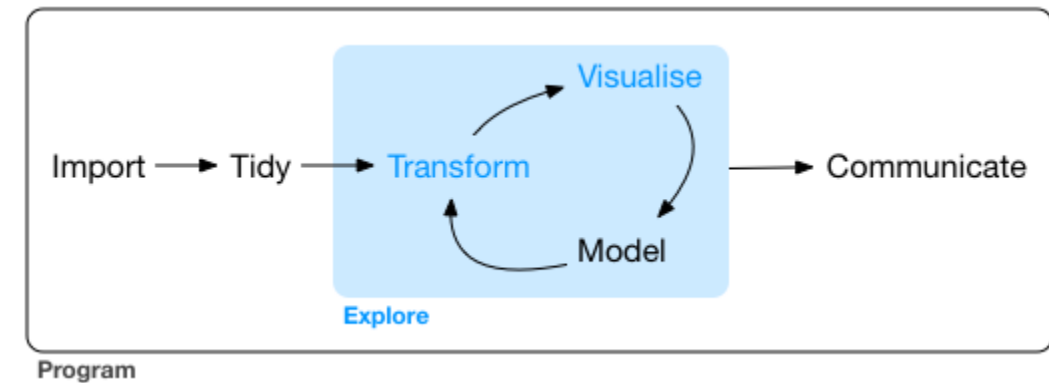 Visualise
Import Tidy Transform Communicate
Model
Explore
Program